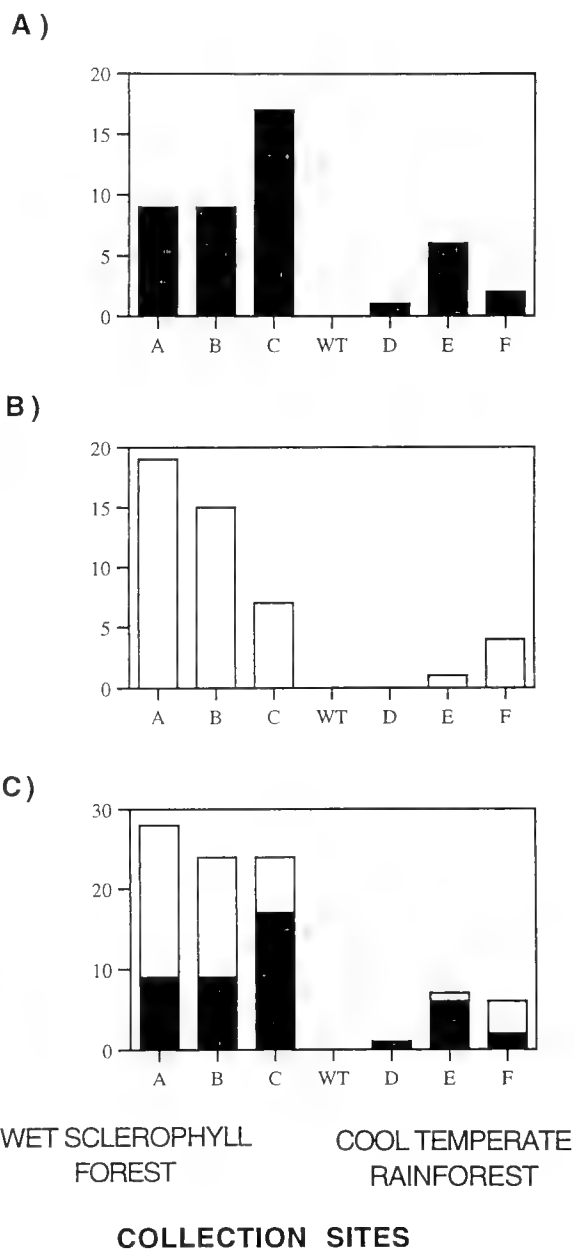 A )
20
15
10
5
0
A B C WT D E F
B )
20
15
10
5
0
A B C WT D E F
C )
30
20
10
0
A B C WT D E F
WET SCLEROPHYLL
FOREST
COOL TEMPERATE
RAINFOREST
COLLECTION SITES